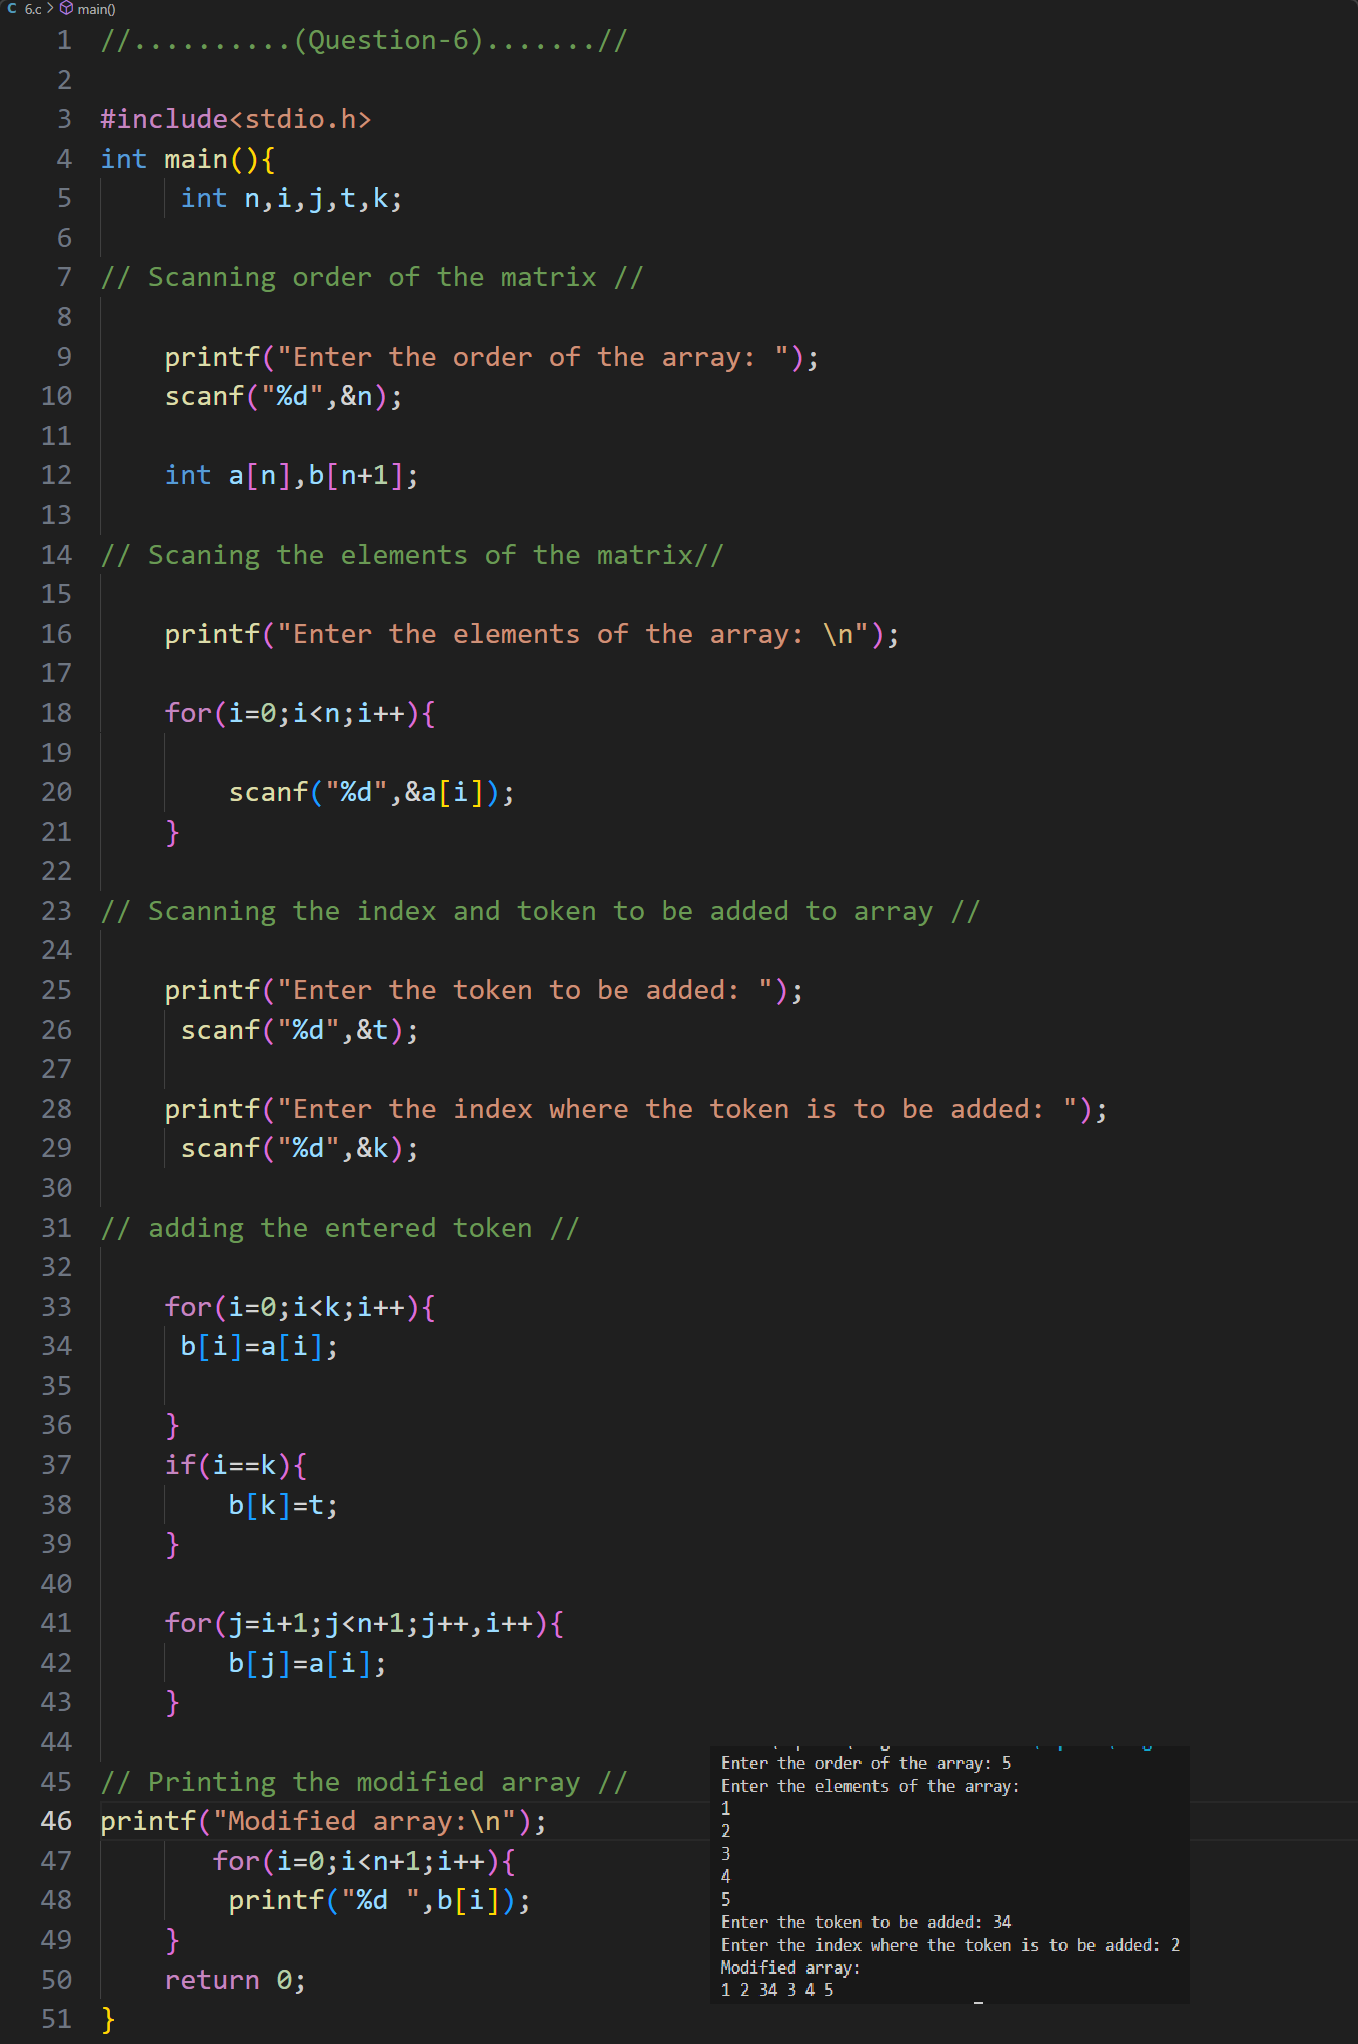 C 6.c > main()
1 //..........(Question-6).......//
2
3 #include<stdio.h>
4 int main(){
5 int n,i,j,t,k;
6
7 // Scanning order of the matrix //
8
9 printf("Enter the order of the array: ");
10 scanf("%d",&n);
11
12 int a[n],b[n+1];
13
14 // Scaning the elements of the matrix//
15
16 printf("Enter the elements of the array: \n");
17
18 for(i=0;i<n;i++){
19
20 scanf("%d",&a[i]);
21 }
22
23 // Scanning the index and token to be added to array //
24
25 printf("Enter the token to be added: ");
26 scanf("%d",&t);
27
28 printf("Enter the index where the token is to be added: ");
29 scanf("%d",&k);
30
31 // adding the entered token //
32
33 for(i=0;i<k;i++){
34 b[i]=a[i];
35
36 }
37 if(i==k){
38 b[k]=t;
39 }
40
41 for(j=i+1;j<n+1;j++,i++){
42 b[j]=a[i];
43 }
44
45 // Printing the modified array //
46 printf("Modified array:\n");
47 for(i=0;i<n+1;i++){
48 printf("%d ",b[i]);
49 }
50 return 0;
51 }
Enter the order of the array: 5
Enter the elements of the array:
1
2
3
4
5
Enter the token to be added: 34
Enter the index where the token is to be added: 2
Modified array:
1 2 34 3 4 5